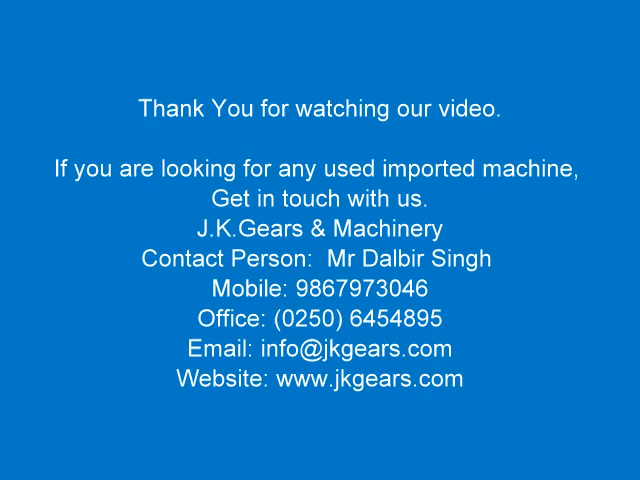 Thank You for watching our video.
If you are looking for any used imported machine,
Get in touch with us.
J.K.Gears & Machinery
Contact Person:  Mr Dalbir Singh
Mobile: 9867973046
Office: (0250) 6454895
Email: info@jkgears.com
Website: www.jkgears.com